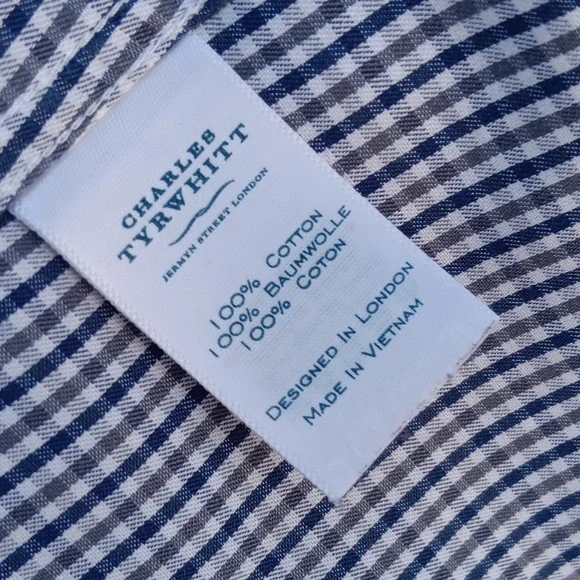 CHARLES
TYRWHITT
JERMYN STREET LONDON
100% COTTON
100% BAUMWOLLE
100% COTON
DESIGNED IN LONDON
MADE IN VIETNAM